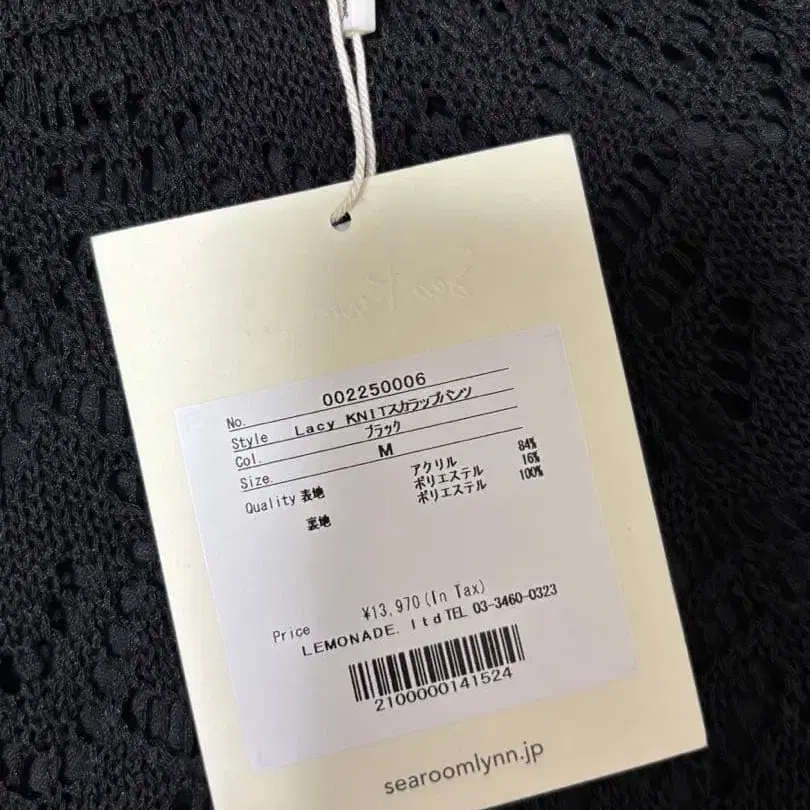 No. 002250006
Style Lacy KNITスカラップパンツ
Col. ブラック
Size. M
Quality 表地 アクリル 84%
ポリエステル 16%
裏地 ポリエステル 100%
Price ¥13,970(In Tax)
LEMONADE. ltd TEL 03-3460-0323
2100000141524
searoomlynn.jp